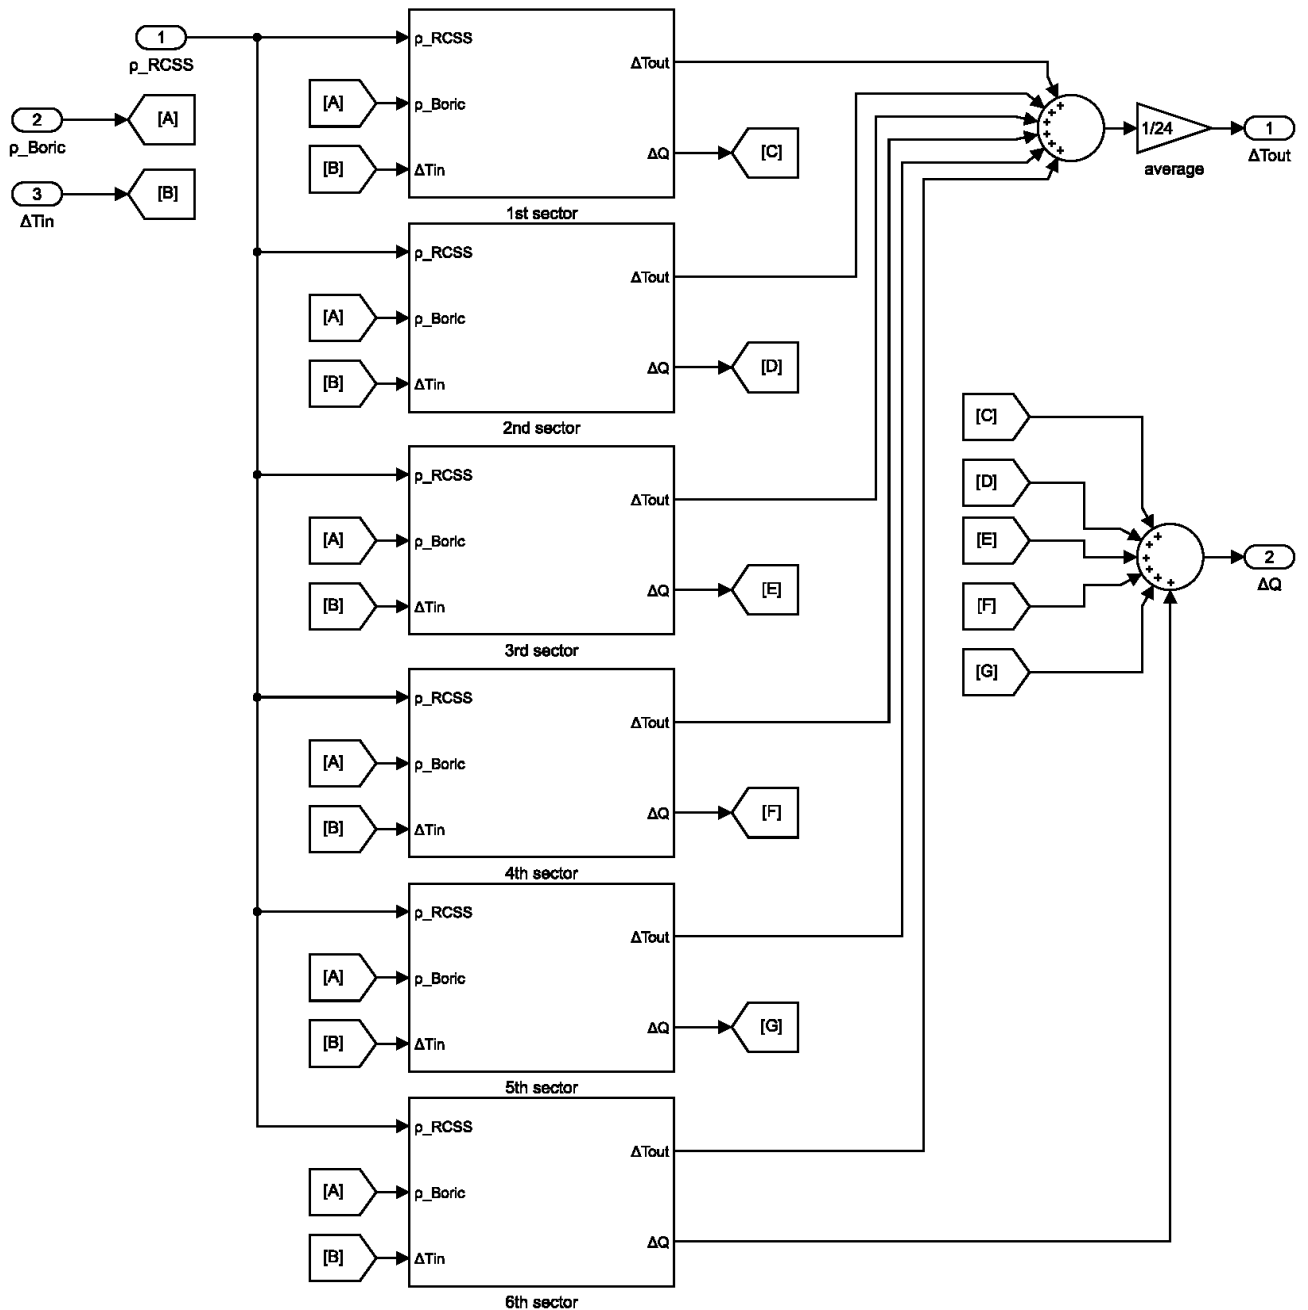 1
ρ_RCSS
2
ρ_Boric
[A]
3
ΔTin
[B]
ρ_RCSS
[A]
ρ_Boric
[B]
ΔTin
ΔTout
ΔQ
[C]
1st sector
ρ_RCSS
[A]
ρ_Boric
[B]
ΔTin
ΔTout
ΔQ
[D]
2nd sector
ρ_RCSS
[A]
ρ_Boric
[B]
ΔTin
ΔTout
ΔQ
[E]
3rd sector
ρ_RCSS
[A]
ρ_Boric
[B]
ΔTin
ΔTout
ΔQ
[F]
4th sector
ρ_RCSS
[A]
ρ_Boric
[B]
ΔTin
ΔTout
ΔQ
[G]
5th sector
ρ_RCSS
[A]
ρ_Boric
[B]
ΔTin
ΔTout
ΔQ
6th sector
+
+
+
+
+
+
1/24
average
1
ΔTout
[C]
[D]
[E]
[F]
[G]
+
+
+
+
+
+
2
ΔQ